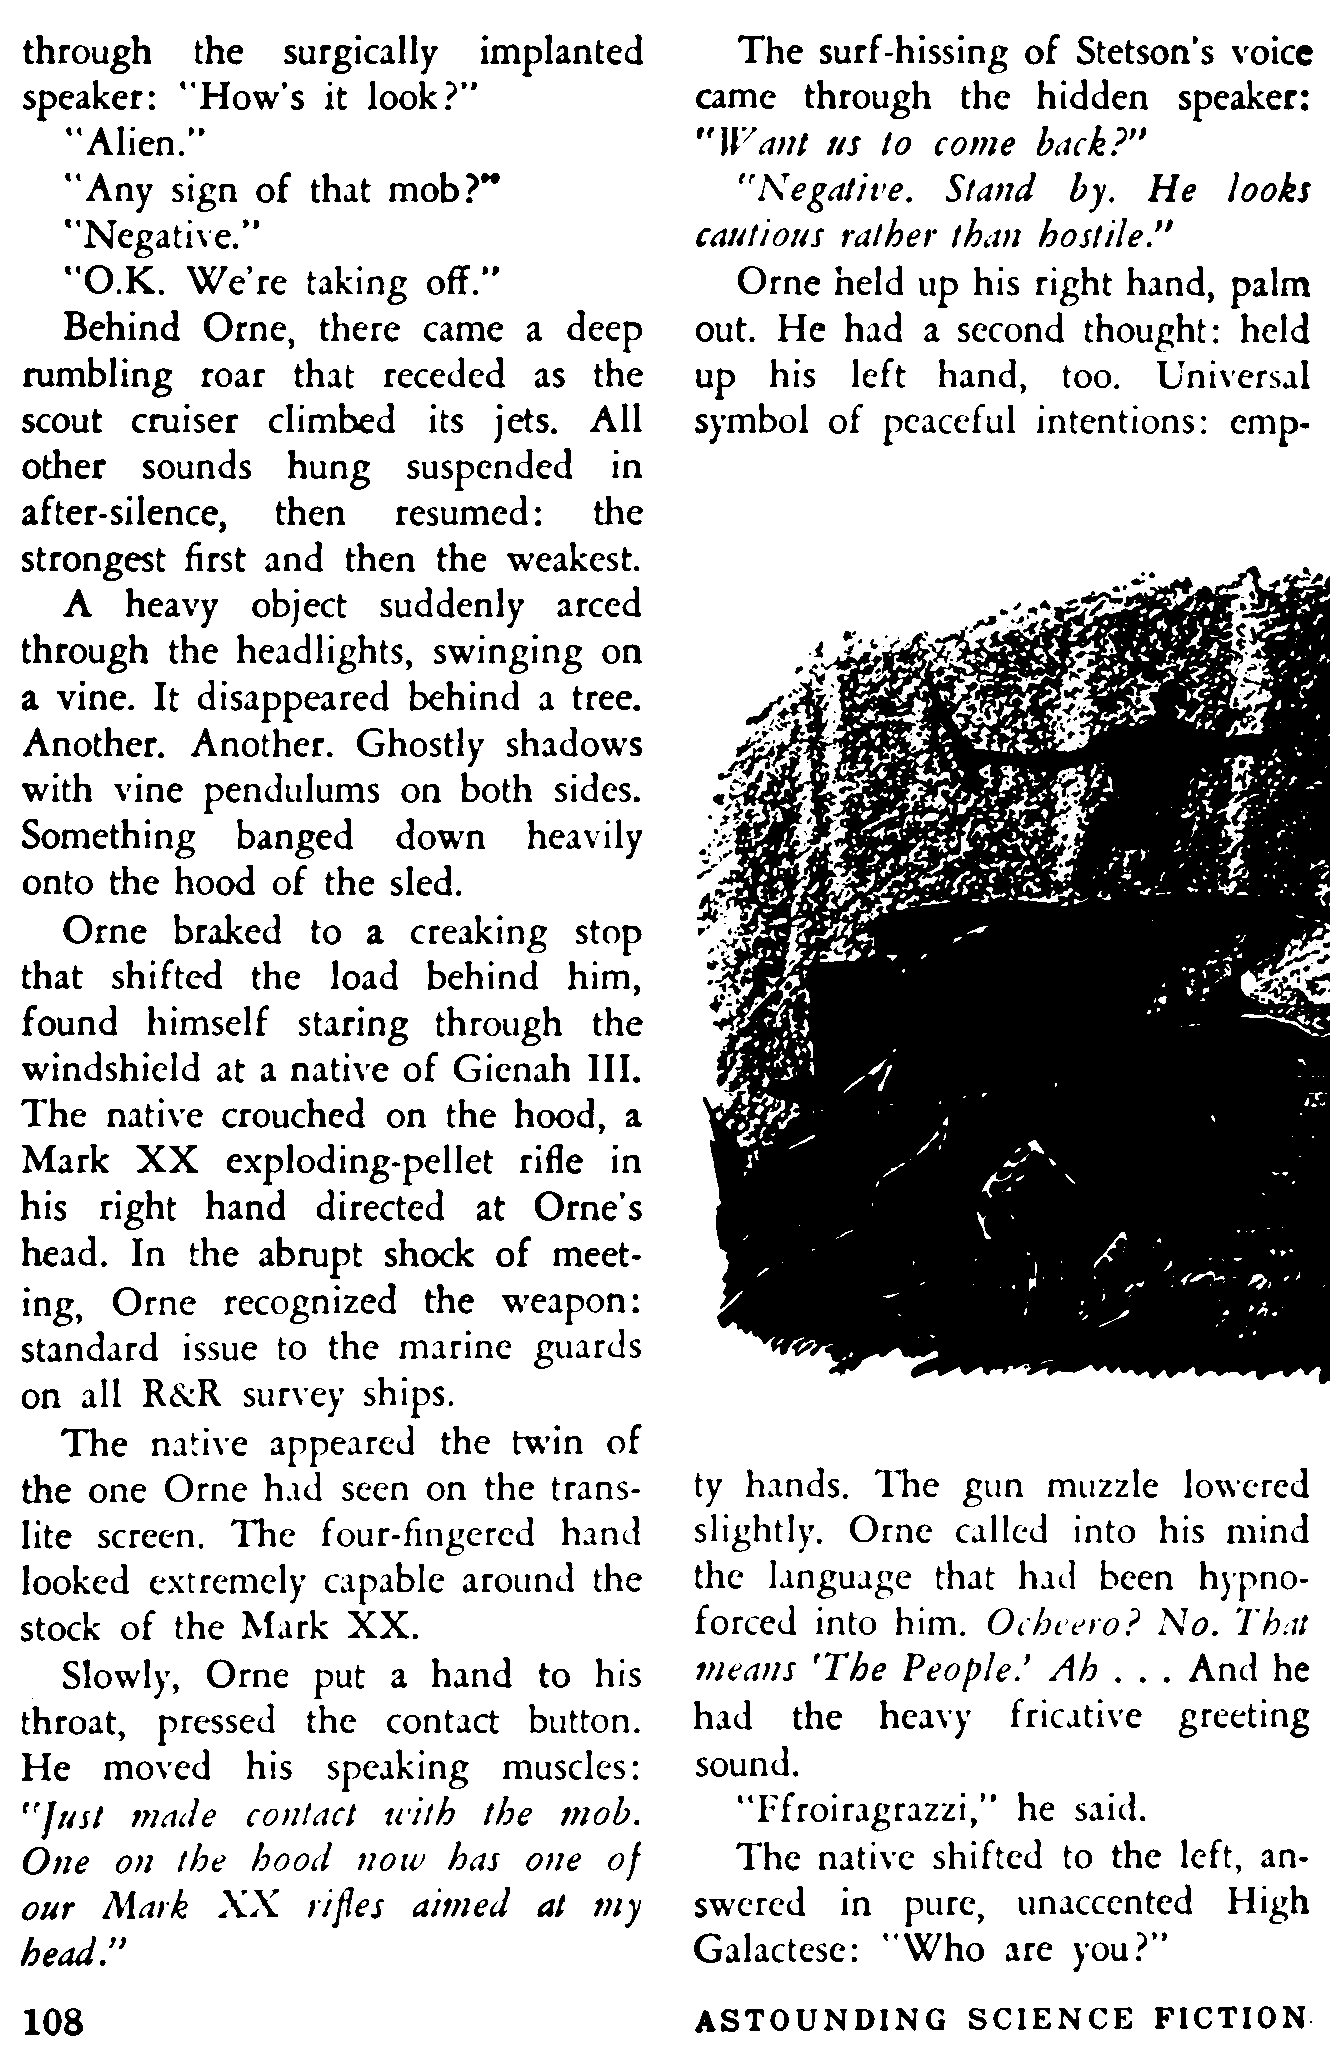 through the surgically implanted
speaker: "How's it look?"
"Alien."
"Any sign of that mob?"
"Negative."
"O.K. We're taking off."
Behind Orne, there came a deep
rumbling roar that receded as the
scout cruiser climbed its jets. All
other sounds hung suspended in
after-silence, then resumed: the
strongest first and then the weakest.
A heavy object suddenly arced
through the headlights, swinging on
a vine. It disappeared behind a tree.
Another. Another. Ghostly shadows
with vine pendulums on both sides.
Something banged down heavily
onto the hood of the sled.
Orne braked to a creaking stop
that shifted the load behind him,
found himself staring through the
windshield at a native of Gienah III.
The native crouched on the hood, a
Mark XX exploding-pellet rifle in
his right hand directed at Orne's
head. In the abrupt shock of meet-
ing, Orne recognized the weapon:
standard issue to the marine guards
on all R&R survey ships.
The native appeared the twin of
the one Orne had seen on the trans-
lite screen. The four-fingered hand
looked extremely capable around the
stock of the Mark XX.
Slowly, Orne put a hand to his
throat, pressed the contact button.
He moved his speaking muscles:
"Just made contact with the mob.
One on the hood now has one of
our Mark XX rifles aimed at my
head."
The surf-hissing of Stetson's voice
came through the hidden speaker:
"Want us to come back?"
"Negative. Stand by. He looks
cautious rather than hostile."
Orne held up his right hand, palm
out. He had a second thought: held
up his left hand, too. Universal
symbol of peaceful intentions: emp-
ty hands. The gun muzzle lowered
slightly. Orne called into his mind
the language that had been hypno-
forced into him. Ocheero? No. That
means 'The People.' Ah . . . And he
had the heavy fricative greeting
sound.
"Ffroiragrazzi," he said.
The native shifted to the left, an-
swered in pure, unaccented High
Galactese: "Who are you?"
108
ASTOUNDING SCIENCE FICTION